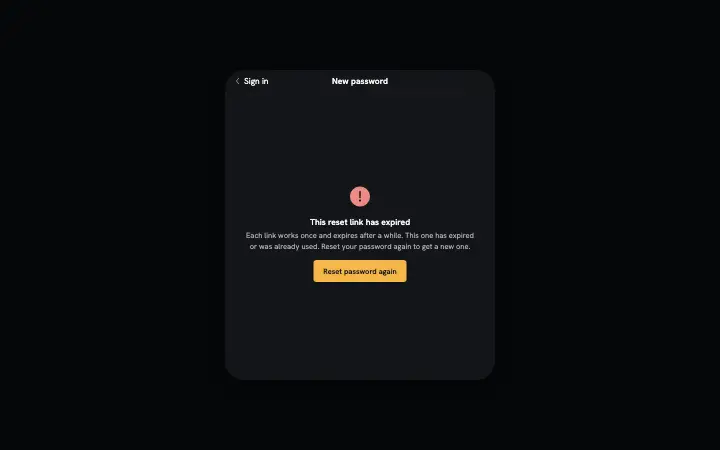 Sign in
New password
This reset link has expired
Each link works once and expires after a while. This one has expired
or was already used. Reset your password again to get a new one.
Reset password again